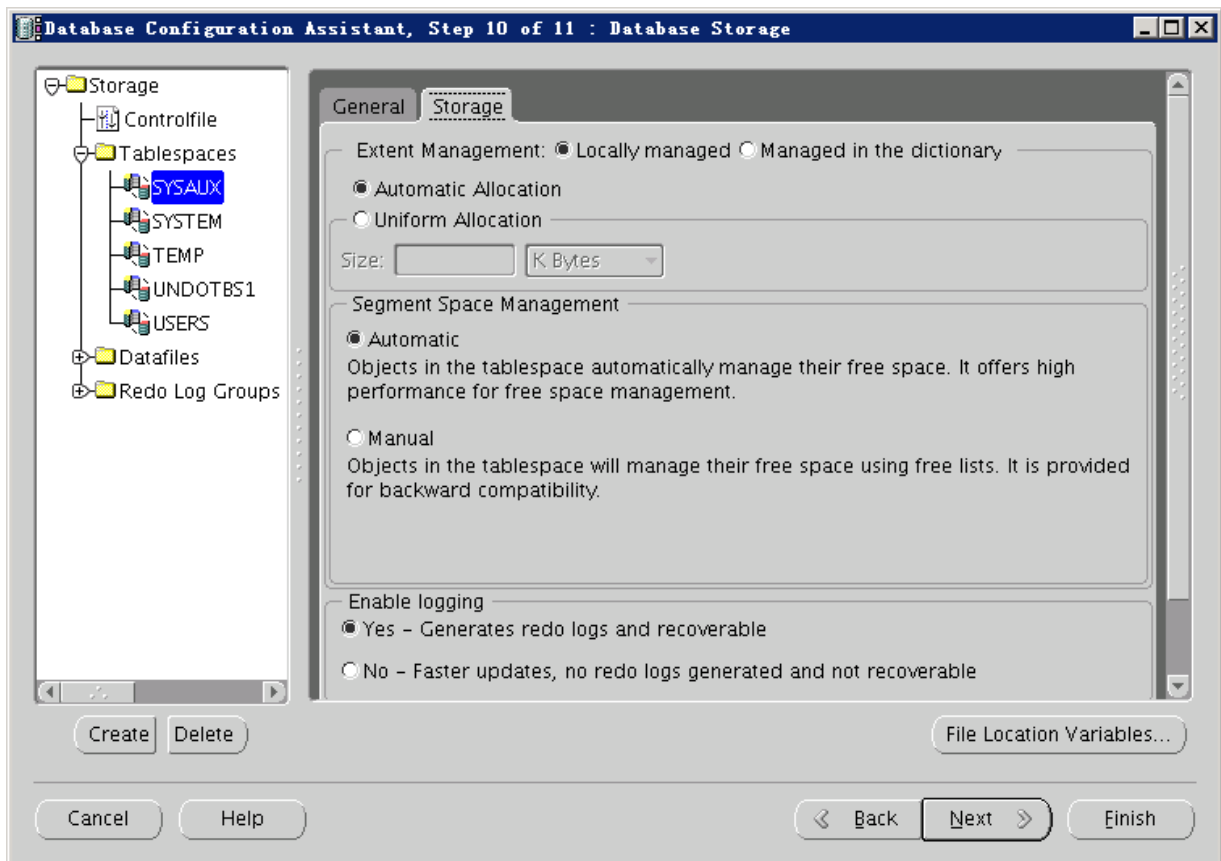 Database Configuration Assistant, Step 10 of 11 : Database Storage
Storage
Controlfile
Tablespaces
SYSAUX
SYSTEM
TEMP
UNDOTBS1
USERS
Datafiles
Redo Log Groups
Create
Delete
General
Storage
Extent Management: Locally managed Managed in the dictionary
Automatic Allocation
Uniform Allocation
Size: K Bytes
Segment Space Management
Automatic
Objects in the tablespace automatically manage their free space. It offers high
performance for free space management.
Manual
Objects in the tablespace will manage their free space using free lists. It is provided
for backward compatibility.
Enable logging
Yes – Generates redo logs and recoverable
No – Faster updates, no redo logs generated and not recoverable
File Location Variables...
Cancel
Help
Back
Next
Finish